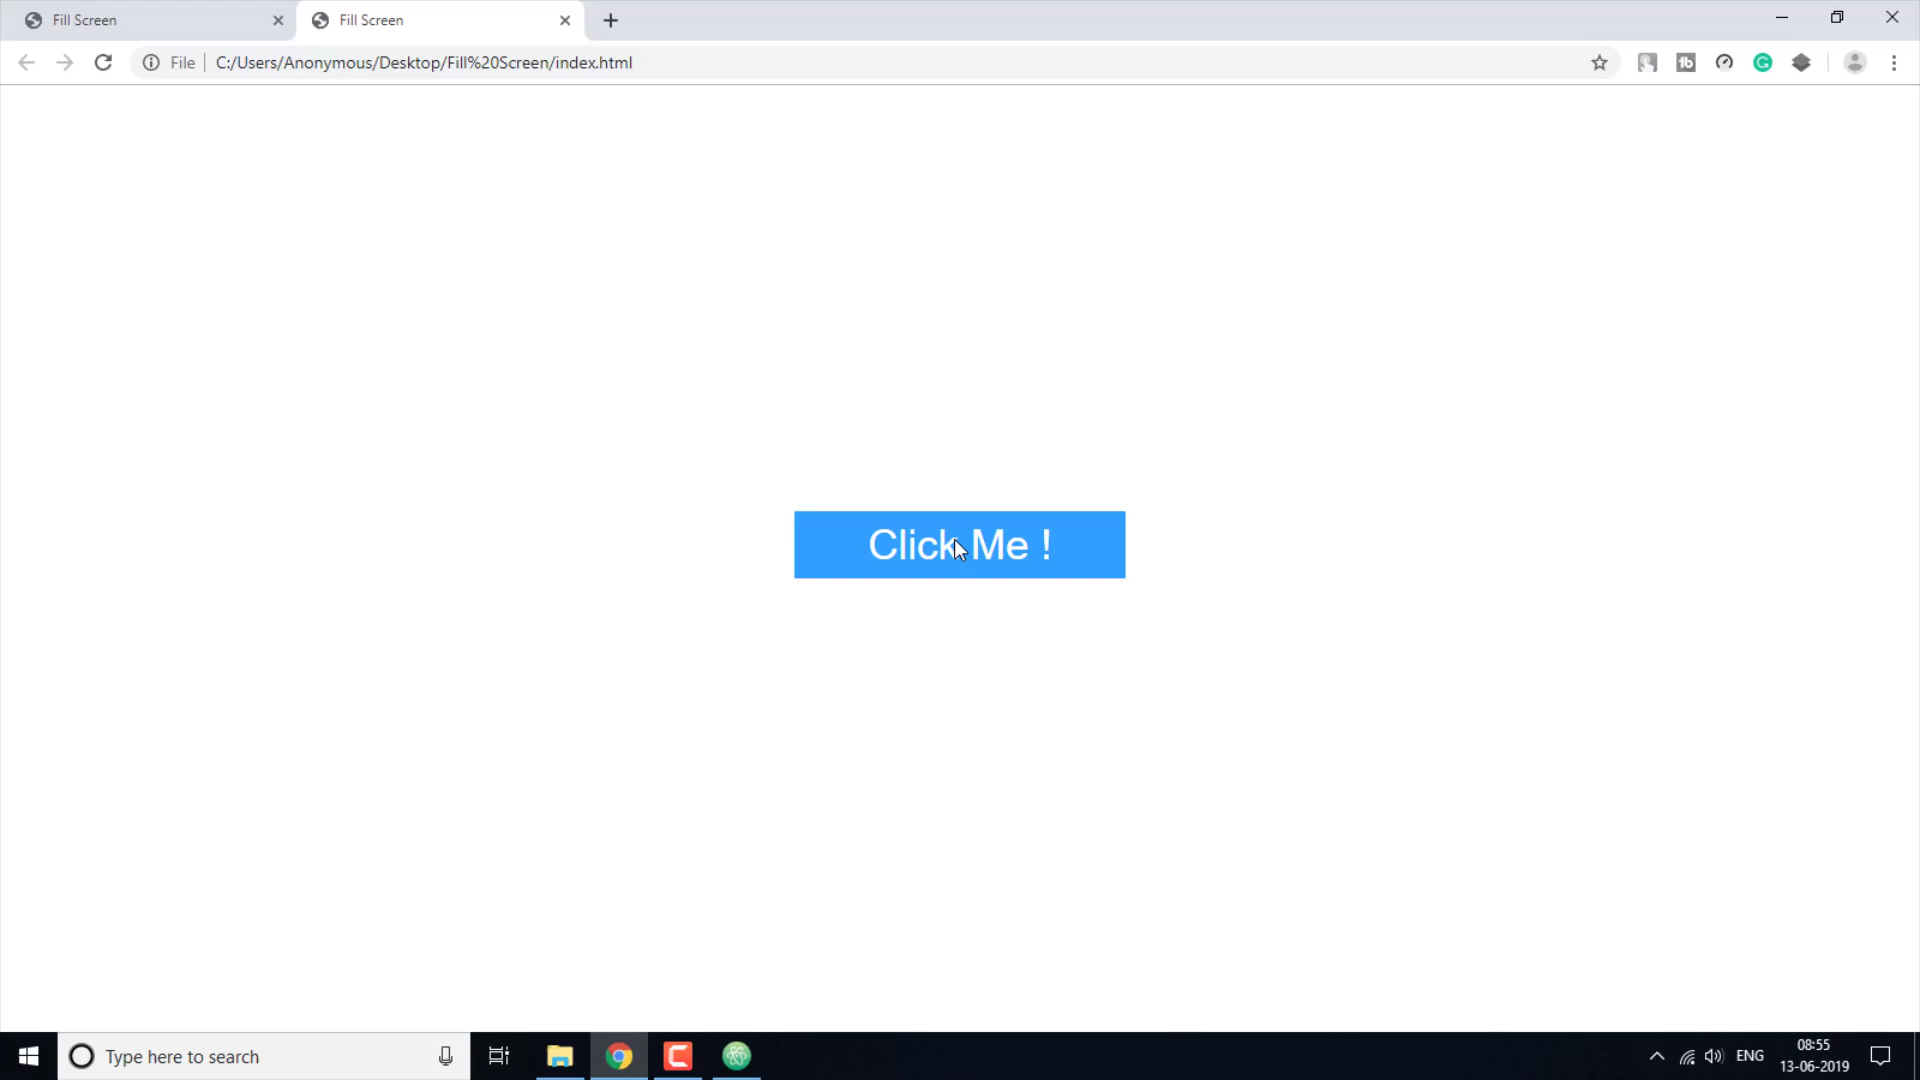 Fill Screen
Fill Screen
File
C:/Users/Anonymous/Desktop/Fill%20Screen/index.html
tb
G
Click Me !
Type here to search
ENG
08:55
13-06-2019